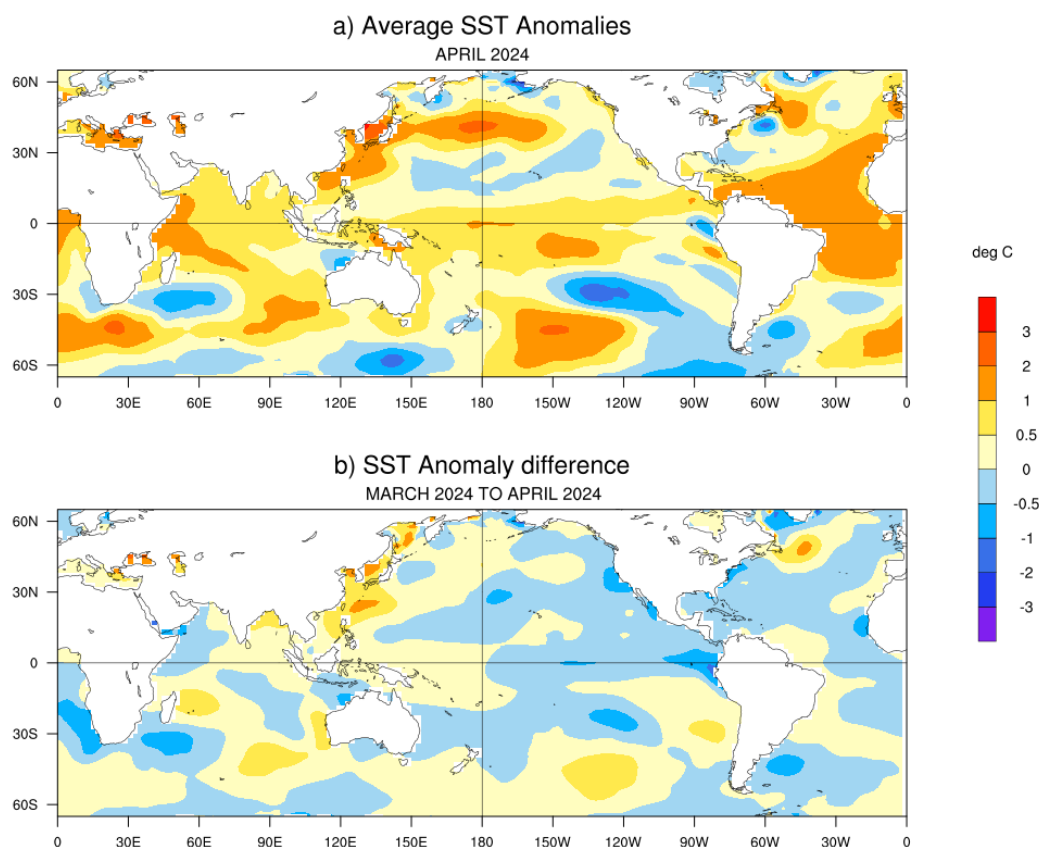 a) Average SST Anomalies
APRIL 2024
60N
30N
0
30S
60S
0 30E 60E 90E 120E 150E 180 150W 120W 90W 60W 30W 0
deg C
3
2
1
0.5
0
-0.5
-1
-2
-3
b) SST Anomaly difference
MARCH 2024 TO APRIL 2024
60N
30N
0
30S
60S
0 30E 60E 90E 120E 150E 180 150W 120W 90W 60W 30W 0